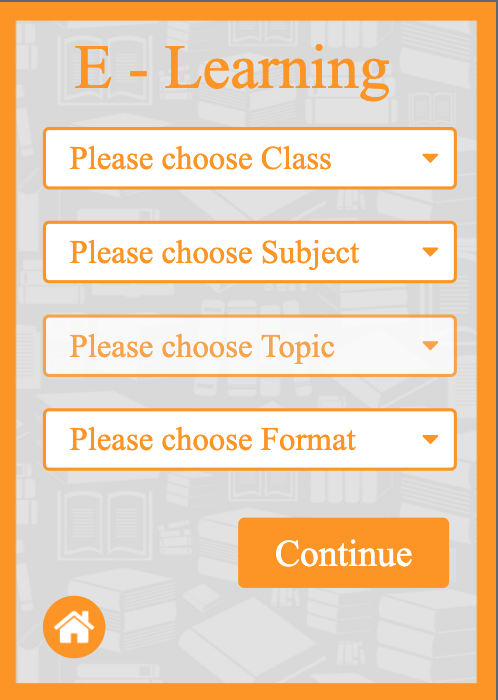 E - Learning
Please choose Class
Please choose Subject
Please choose Topic
Please choose Format
Continue